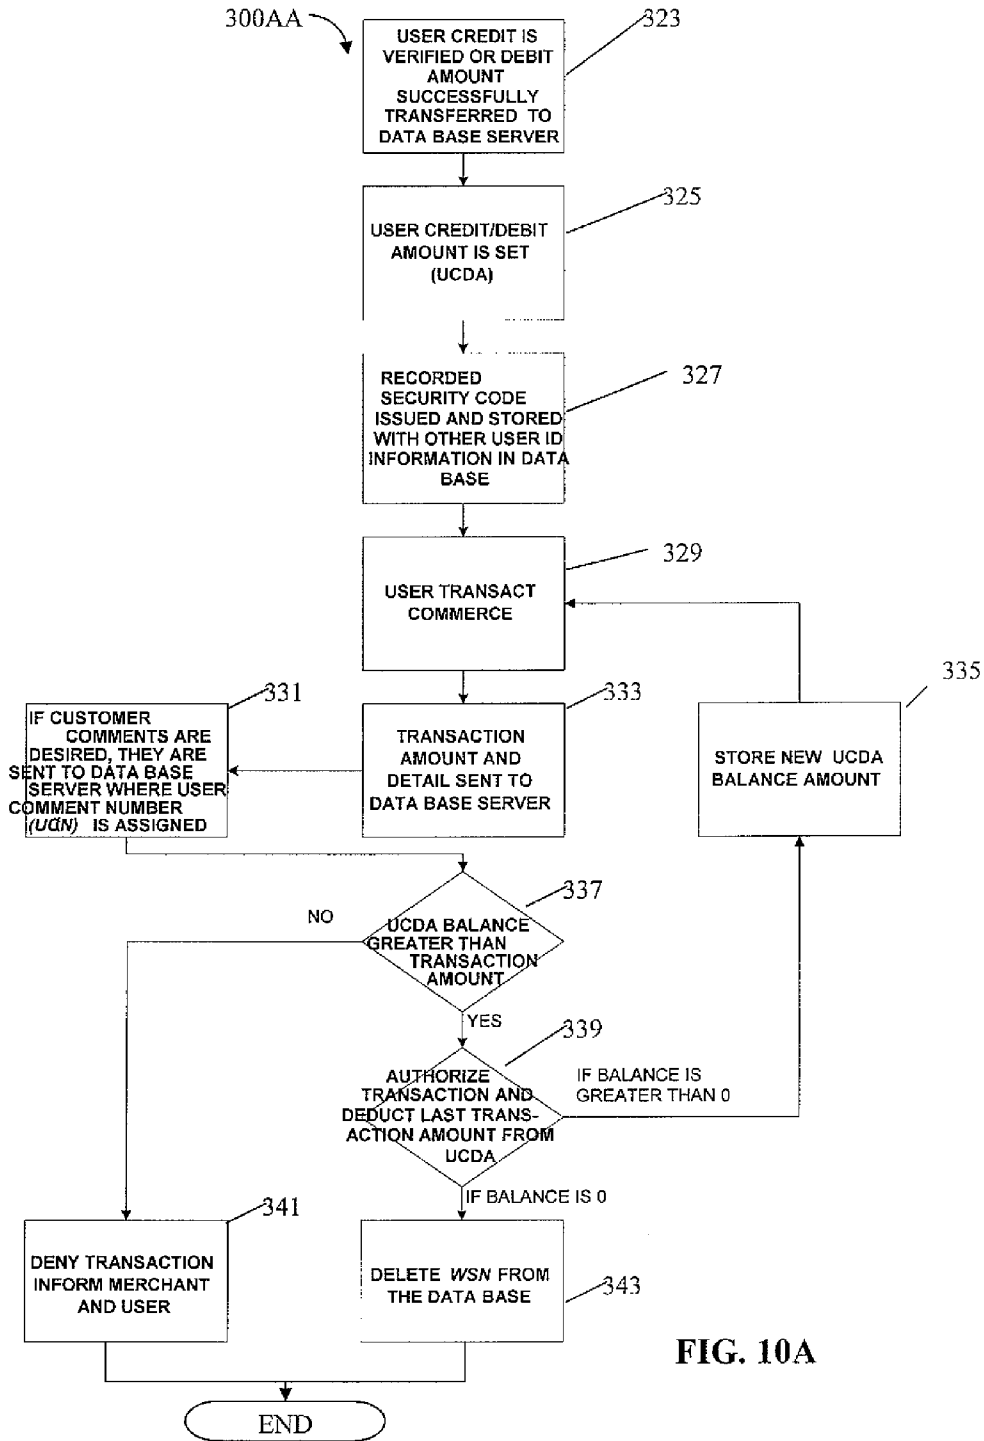 300AA
USER CREDIT IS
VERIFIED OR DEBIT
AMOUNT
SUCCESSFULLY
TRANSFERRED TO
DATA BASE SERVER
323
USER CREDIT/DEBIT
AMOUNT IS SET
(UCDA)
325
RECORDED
SECURITY CODE
ISSUED AND STORED
WITH OTHER USER ID
INFORMATION IN DATA
BASE
327
USER TRANSACT
COMMERCE
329
331
IF CUSTOMER
COMMENTS ARE
DESIRED, THEY ARE
SENT TO DATA BASE
SERVER WHERE USER
COMMENT NUMBER
(UCN) IS ASSIGNED
333
TRANSACTION
AMOUNT AND
DETAIL SENT TO
DATA BASE SERVER
335
STORE NEW UCDA
BALANCE AMOUNT
337
NO
UCDA BALANCE
GREATER THAN
TRANSACTION
AMOUNT
YES
339
AUTHORIZE
TRANSACTION AND
DEDUCT LAST TRANS-
ACTION AMOUNT FROM
UCDA
IF BALANCE IS
GREATER THAN 0
IF BALANCE IS 0
341
DENY TRANSACTION
INFORM MERCHANT
AND USER
DELETE WSN FROM
THE DATA BASE
343
FIG. 10A
END